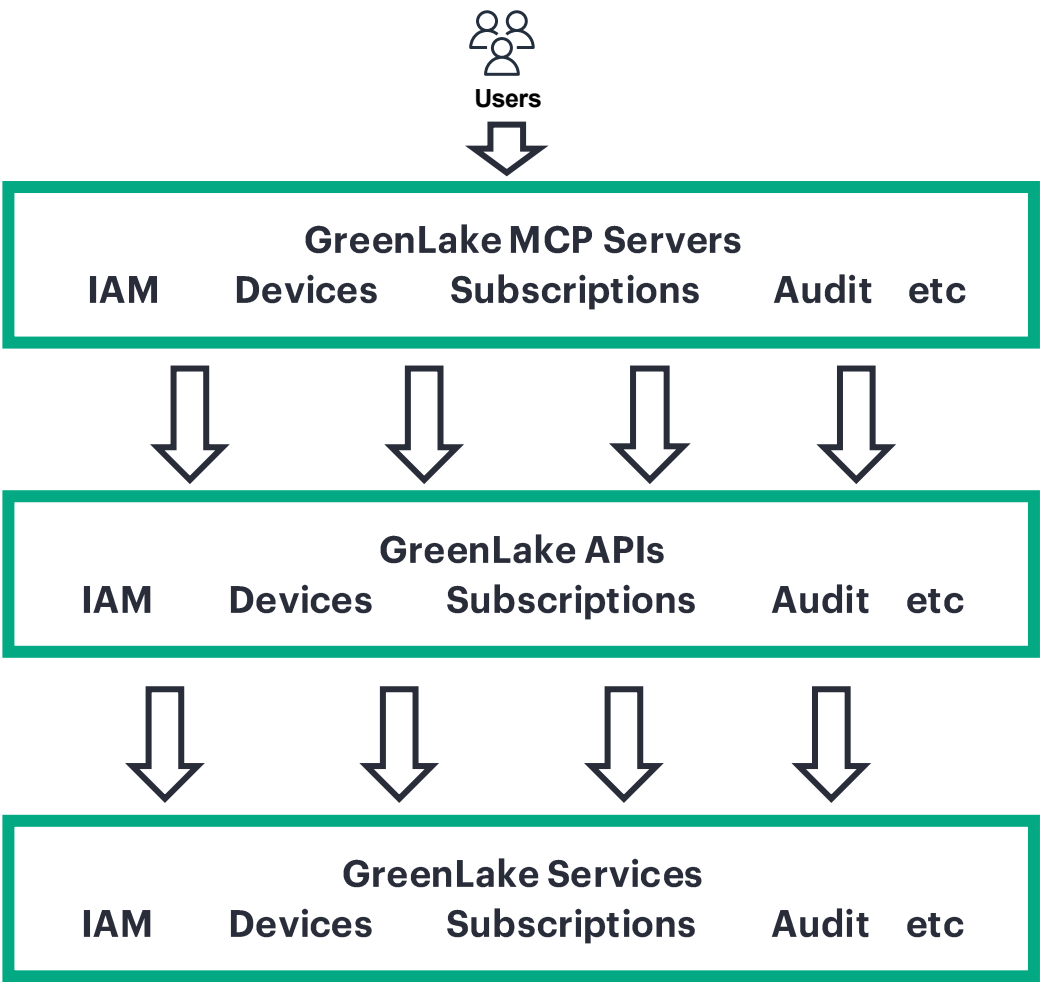 Users
GreenLake MCP Servers
IAM Devices Subscriptions Audit etc
GreenLake APIs
IAM Devices Subscriptions Audit etc
GreenLake Services
IAM Devices Subscriptions Audit etc